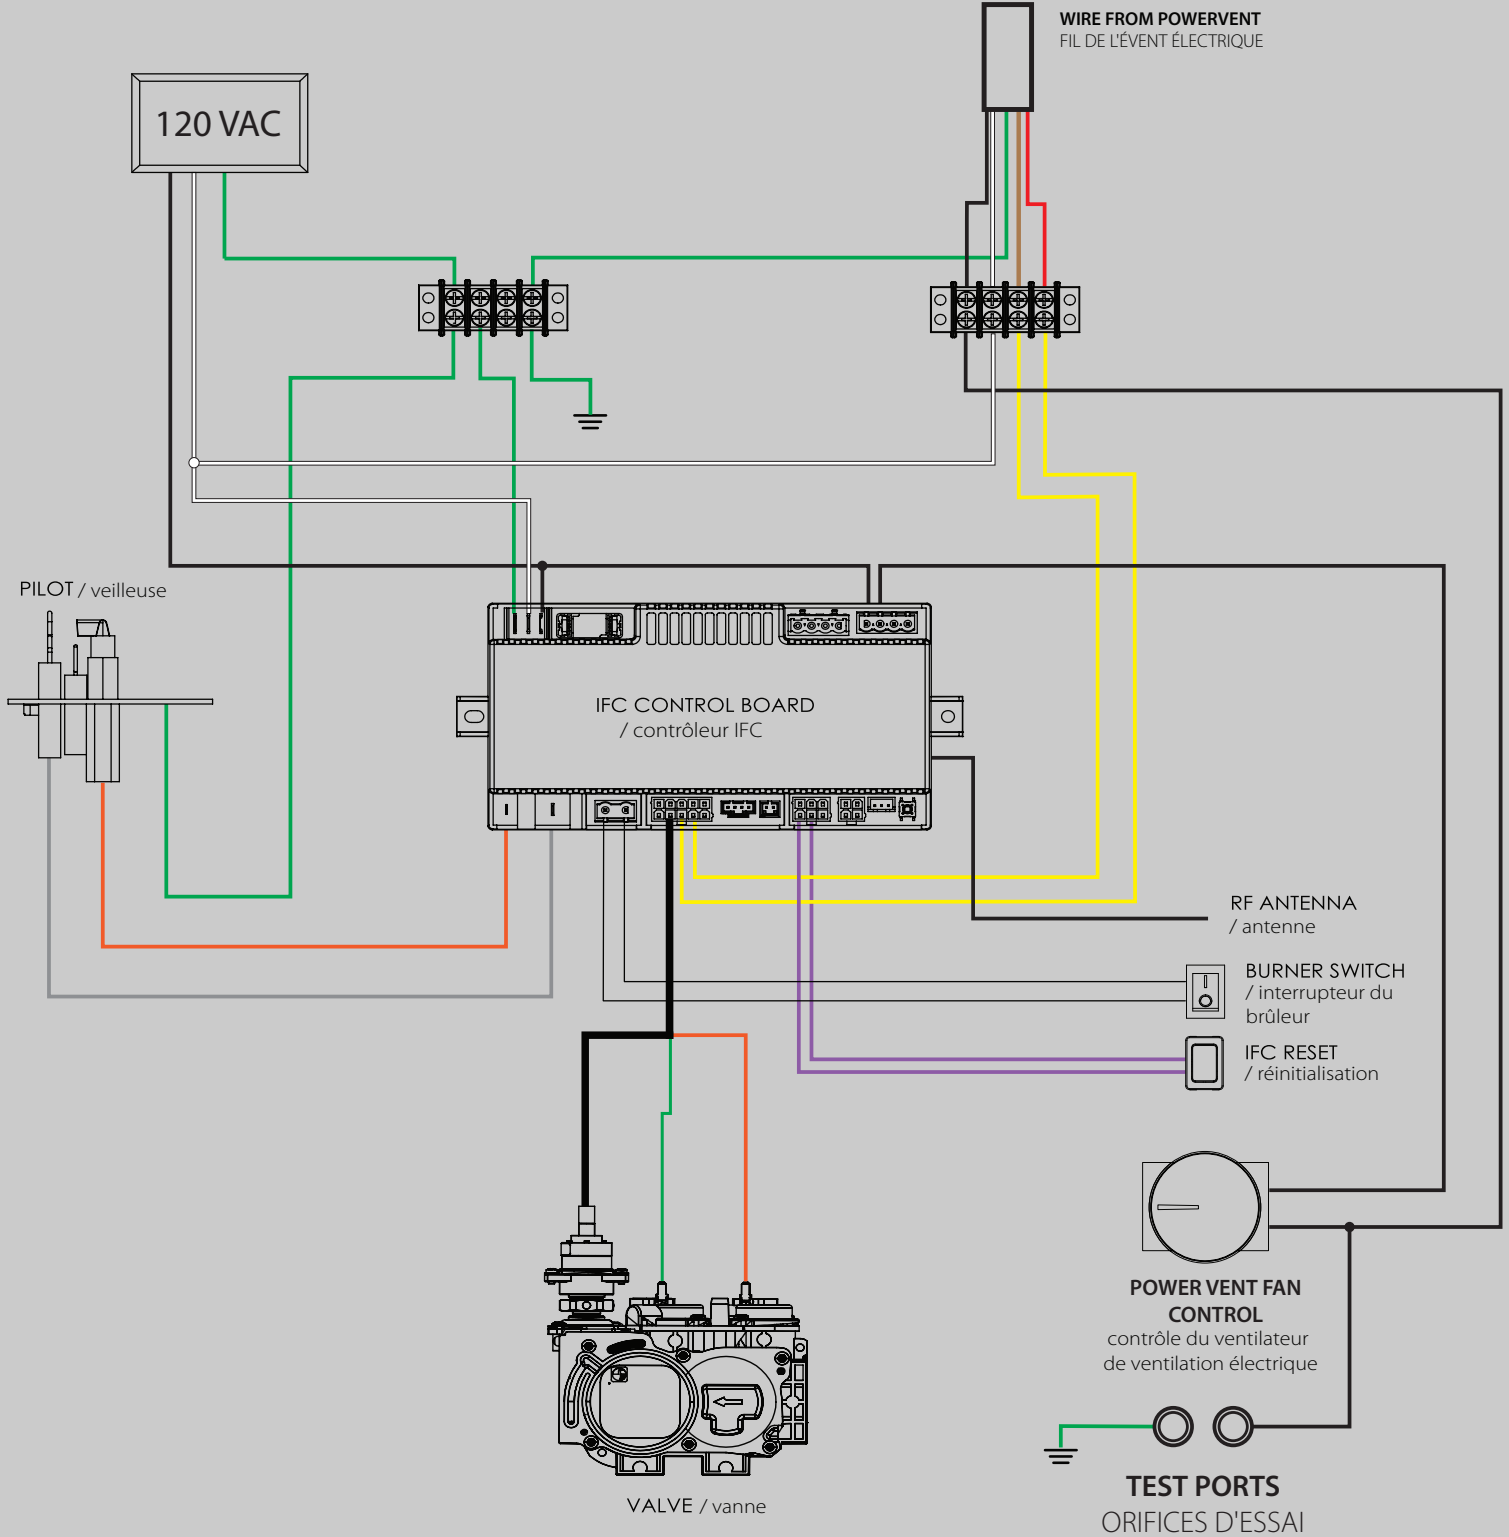 WIRE FROM POWERVENT
FIL DE L'ÉVENT ÉLECTRIQUE
120 VAC
PILOT / veilleuse
IFC CONTROL BOARD
/ contrôleur IFC
RF ANTENNA
/ antenne
BURNER SWITCH
/ interrupteur du
brûleur
IFC RESET
/ réinitialisation
POWER VENT FAN
CONTROL
contrôle du ventilateur
de ventilation électrique
TEST PORTS
ORIFICES D'ESSAI
VALVE / vanne